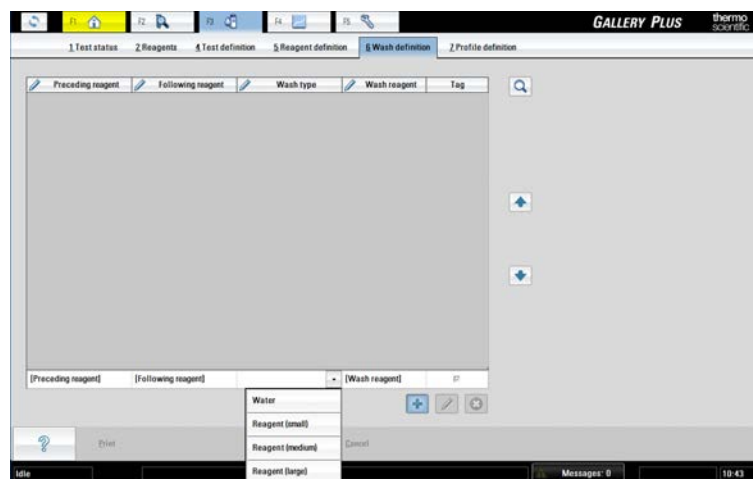 F1 F2 F3 F4 F5 GALLERY PLUS thermo
scientific
1 Test status 2 Reagents 4 Test definition 5 Reagent definition 6 Wash definition 7 Profile definition
Preceding reagent Following reagent Wash type Wash reagent Tag
[Preceding reagent] [Following reagent] [Wash reagent]
Water
Reagent (small)
Print Reagent (medium) Cancel
Reagent (large)
Idle Messages: 0 10:43